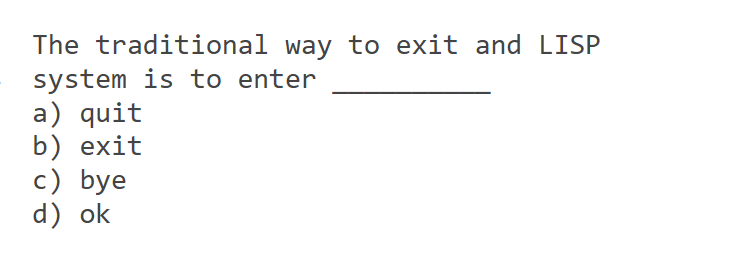 The traditional way to exit and LISP
system is to enter __________
a) quit
b) exit
c) bye
d) ok